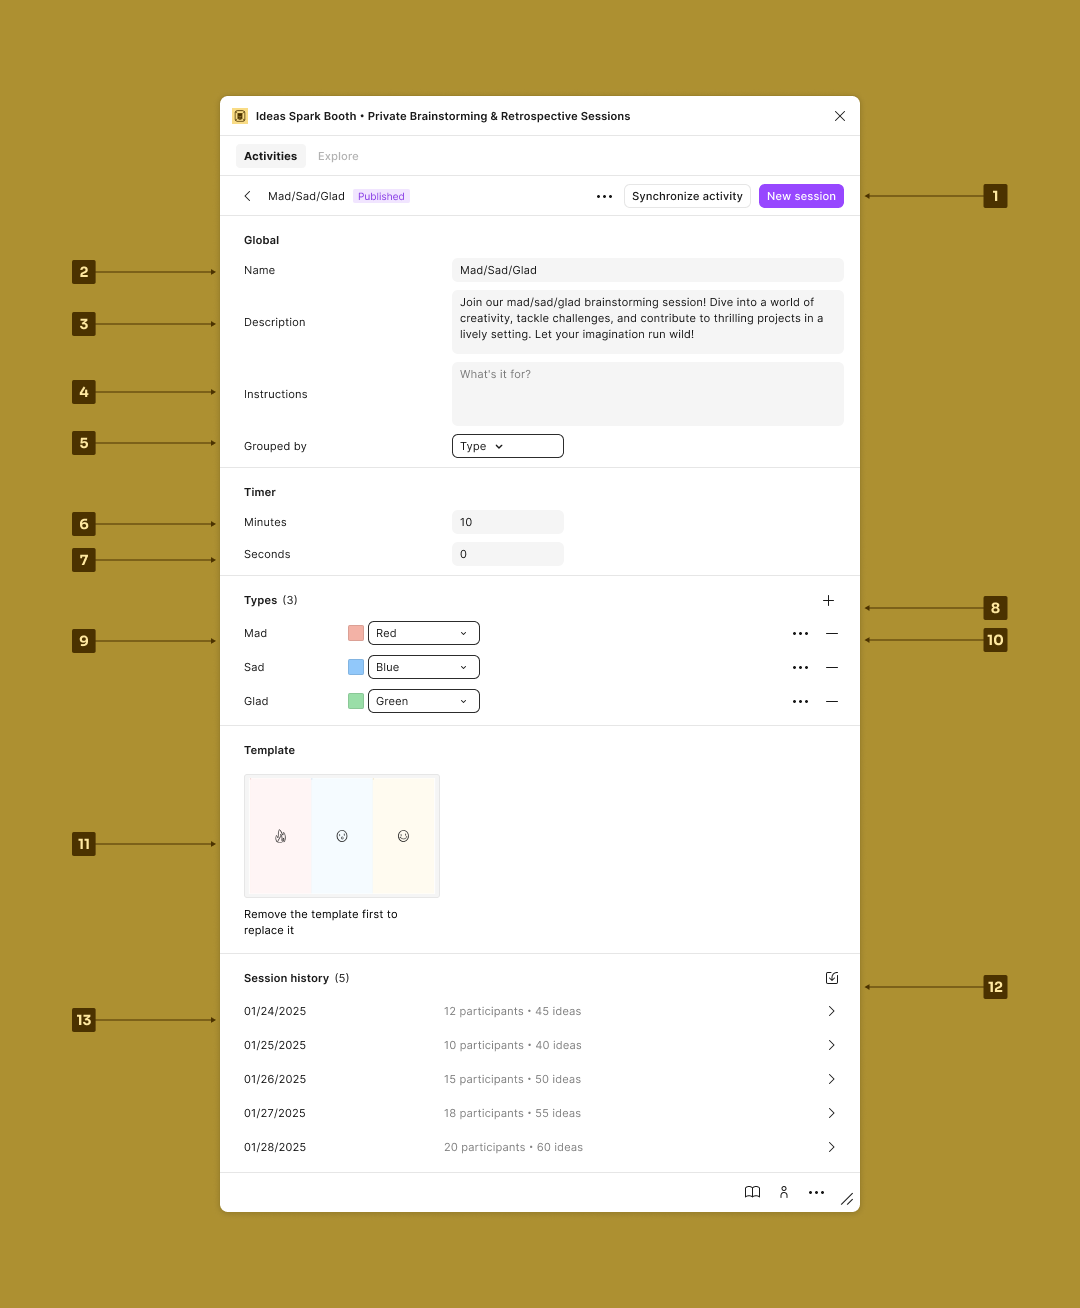 Ideas Spark Booth • Private Brainstorming & Retrospective Sessions
Activities Explore
Mad/Sad/Glad Published Synchronize activity New session 1
Global
2 Name Mad/Sad/Glad
3 Description Join our mad/sad/glad brainstorming session! Dive into a world of
creativity, tackle challenges, and contribute to thrilling projects in a
lively setting. Let your imagination run wild!
4 Instructions What's it for?
5 Grouped by Type
Timer
6 Minutes 10
7 Seconds 0
Types (3) 8
9 Mad Red 10
Sad Blue
Glad Green
Template
11
Remove the template first to
replace it
Session history (5) 12
13 01/24/2025 12 participants • 45 ideas
01/25/2025 10 participants • 40 ideas
01/26/2025 15 participants • 50 ideas
01/27/2025 18 participants • 55 ideas
01/28/2025 20 participants • 60 ideas